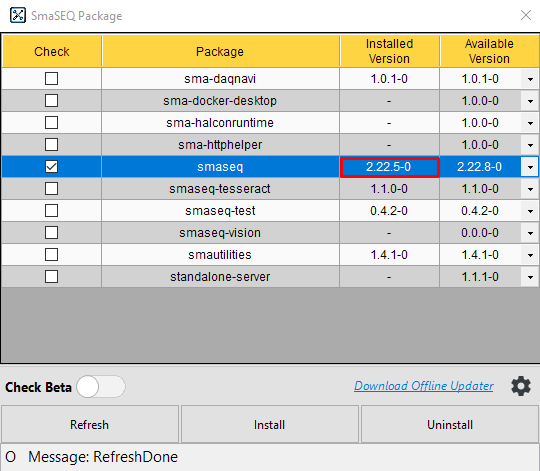 SmaSEQ Package
Check Package Installed Version Available Version
sma-daqnavi 1.0.1-0 1.0.1-0
sma-docker-desktop - 1.0.0-0
sma-halconruntime - 1.0.0-0
sma-httphelper - 1.0.0-0
smaseq 2.22.5-0 2.22.8-0
smaseq-tesseract 1.1.0-0 1.1.0-0
smaseq-test 0.4.2-0 0.4.2-0
smaseq-vision - 0.0.0-0
smautilities 1.4.1-0 1.4.1-0
standalone-server - 1.1.1-0
Check Beta Download Offline Updater
Refresh Install Uninstall
O Message: RefreshDone